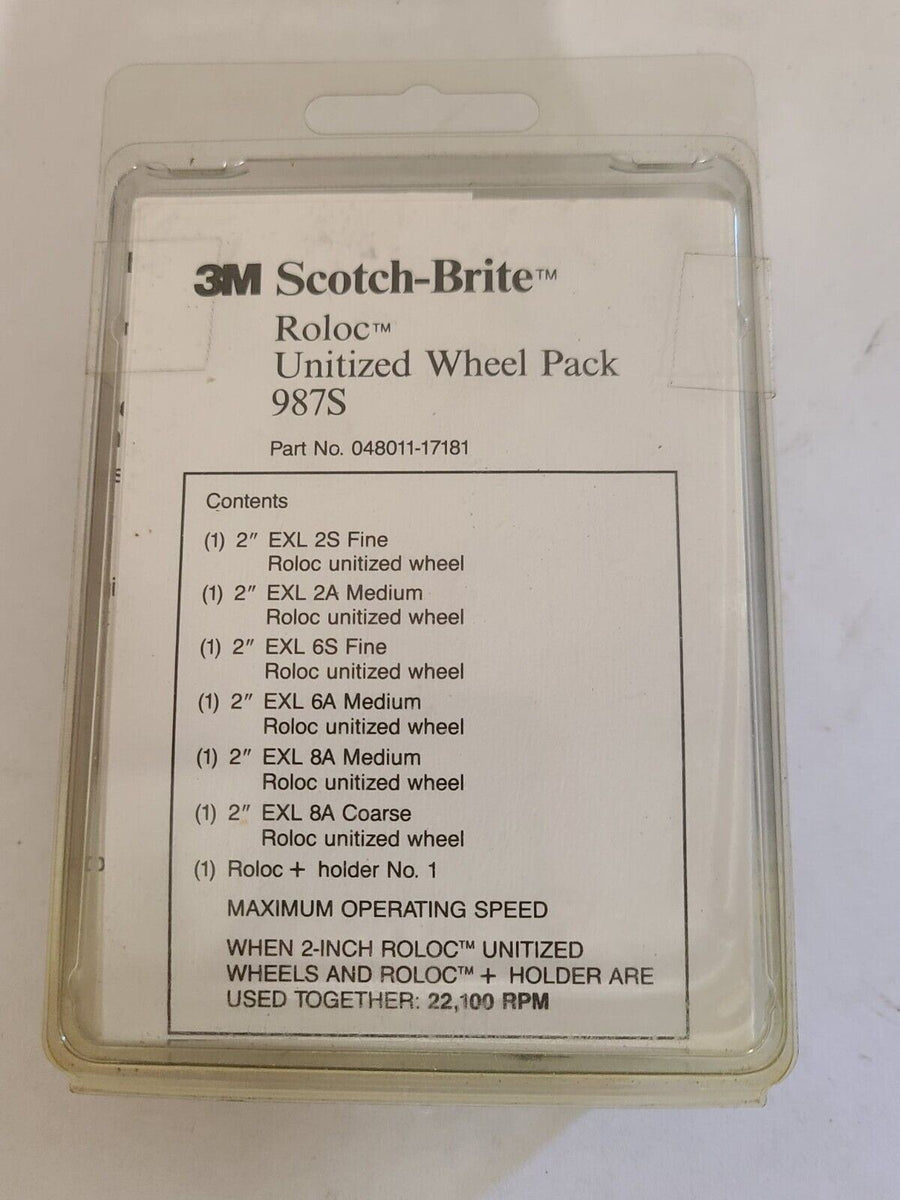 3M Scotch-Brite™
Roloc™
Unitized Wheel Pack
987S
Part No. 048011-17181
Contents
(1) 2" EXL 2S Fine
Roloc unitized wheel
(1) 2" EXL 2A Medium
Roloc unitized wheel
(1) 2" EXL 6S Fine
Roloc unitized wheel
(1) 2" EXL 6A Medium
Roloc unitized wheel
(1) 2" EXL 8A Medium
Roloc unitized wheel
(1) 2" EXL 8A Coarse
Roloc unitized wheel
(1) Roloc + holder No. 1
MAXIMUM OPERATING SPEED
WHEN 2-INCH ROLOC™ UNITIZED
WHEELS AND ROLOC™ + HOLDER ARE
USED TOGETHER: 22,100 RPM